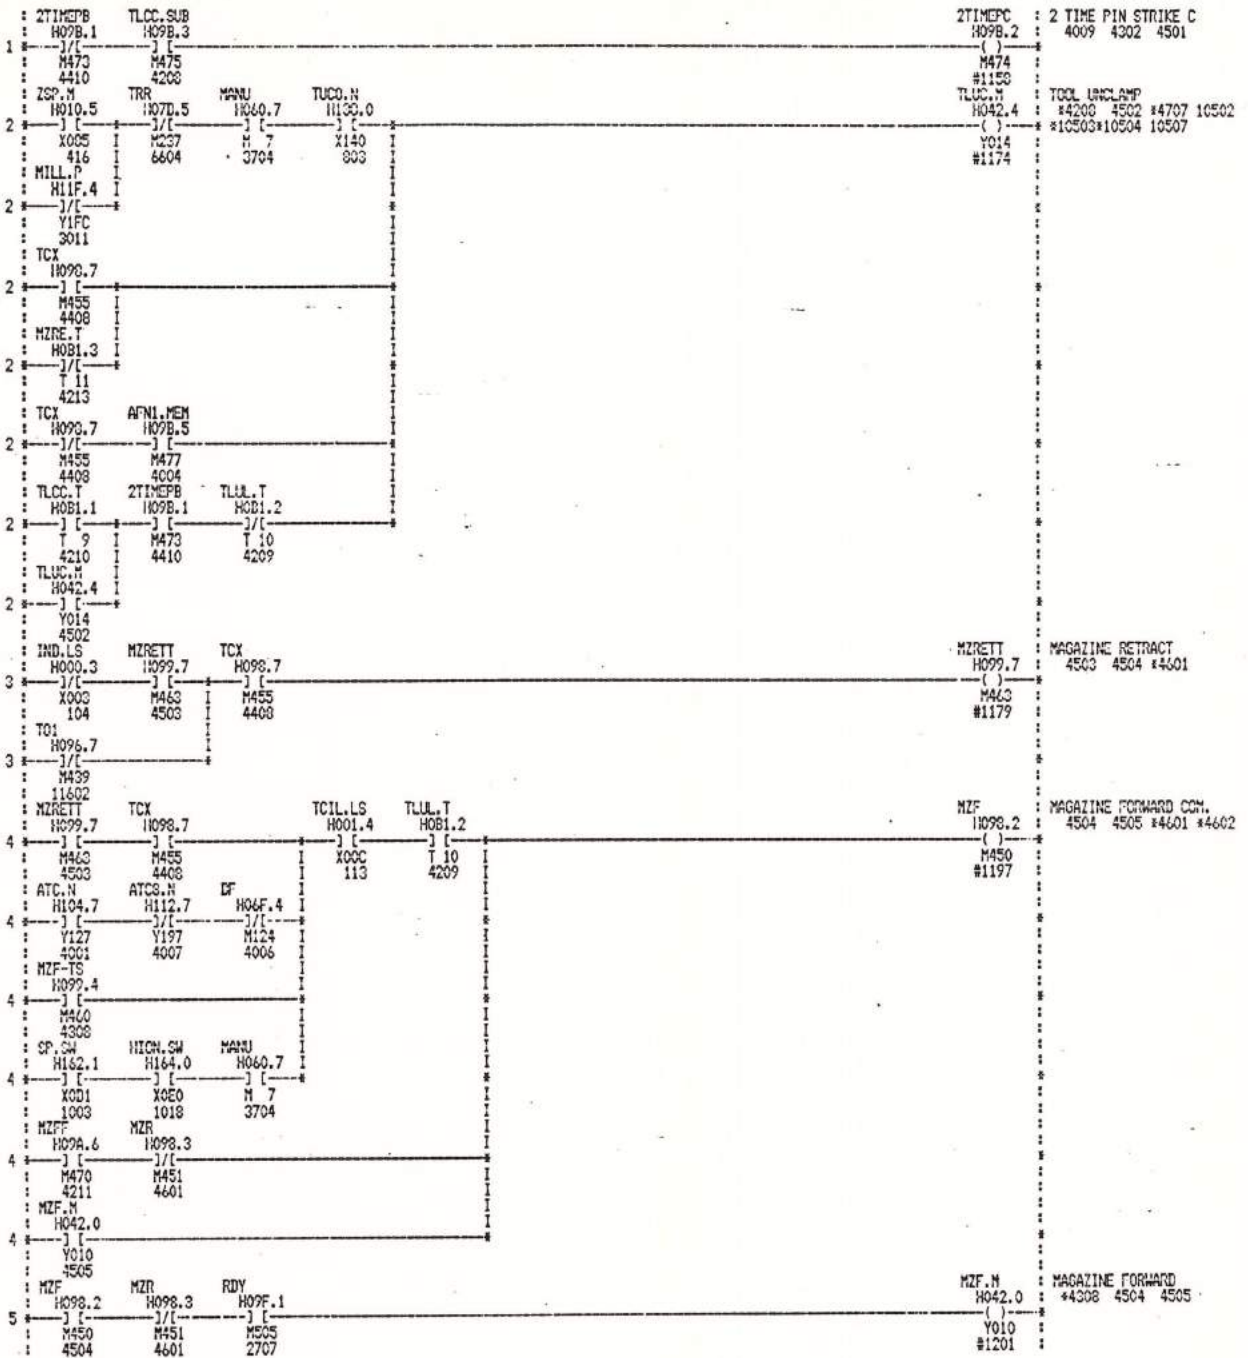 2TIMEPB TLCC.SUB 2TIMEPC 2 TIME PIN STRIKE C
H09B.1 H09B.3 H09B.2 4009 4302 4501
1 ]/[ ] [ ( )
M473 M475 M474
4410 4208 #1158
ZSP.M TRR MANU TUCO.N TLUC.M TOOL UNCLAMP
H010.5 H07D.5 H060.7 H130.0 H042.4 *4208 4502 *4707 10502
2 ] [ ]/[ ] [ ] [ ( ) *10503*10504 10507
X085 M237 M 7 X140 Y014
416 6604 3704 803 #1174
MILL.P
H11F.4
2 ]/[
Y1FC
3011
TCX
H098.7
2 ] [
M455
4408
MZRE.T
H0B1.3
2 ]/[
T 11
4213
TCX AFN1.MEM
H098.7 H09B.5
2 ]/[ ] [
M455 M477
4408 4004
TLCC.T 2TIMEPB TLUL.T
H0B1.1 H09B.1 H0B1.2
2 ] [ ] [ ]/[
T 9 M473 T 10
4210 4410 4209
TLUC.M
H042.4
2 ] [
Y014
4502
IND.LS MZRETT TCX MZRETT MAGAZINE RETRACT
H000.3 H099.7 H098.7 H099.7 4503 4504 *4601
3 ]/[ ] [ ] [ ( )
X003 M463 M455 M463
104 4503 4408 #1179
TO1
H096.7
3 ]/[
M439
11602
MZRETT TCX TCIL.LS TLUL.T MZF MAGAZINE FORWARD COM.
H099.7 H098.7 H001.4 H0B1.2 H098.2 4504 4505 *4601 *4602
4 ] [ ] [ ] [ ] [ ( )
M463 M455 X00C T 10 M450
4503 4408 113 4209 #1197
ATC.N ATCS.N DF
H104.7 H112.7 H06F.4
4 ] [ ]/[ ]/[
Y127 Y197 M124
4001 4007 4006
MZF-TS
H099.4
4 ] [
M460
4308
SP.SW HION.SW MANU
H162.1 H164.0 H060.7
4 ] [ ] [ ] [
X0D1 X0E0 M 7
1003 1018 3704
MZFF MZR
H09A.6 H098.3
4 ] [ ]/[
M470 M451
4211 4601
MZF.M
H042.0
4 ] [
Y010
4505
MZF MZR RDY MZF.M MAGAZINE FORWARD
H098.2 H098.3 H09F.1 H042.0 *4308 4504 4505
5 ] [ ]/[ ] [ ( )
M450 M451 M505 Y010
4504 4601 2707 #1201